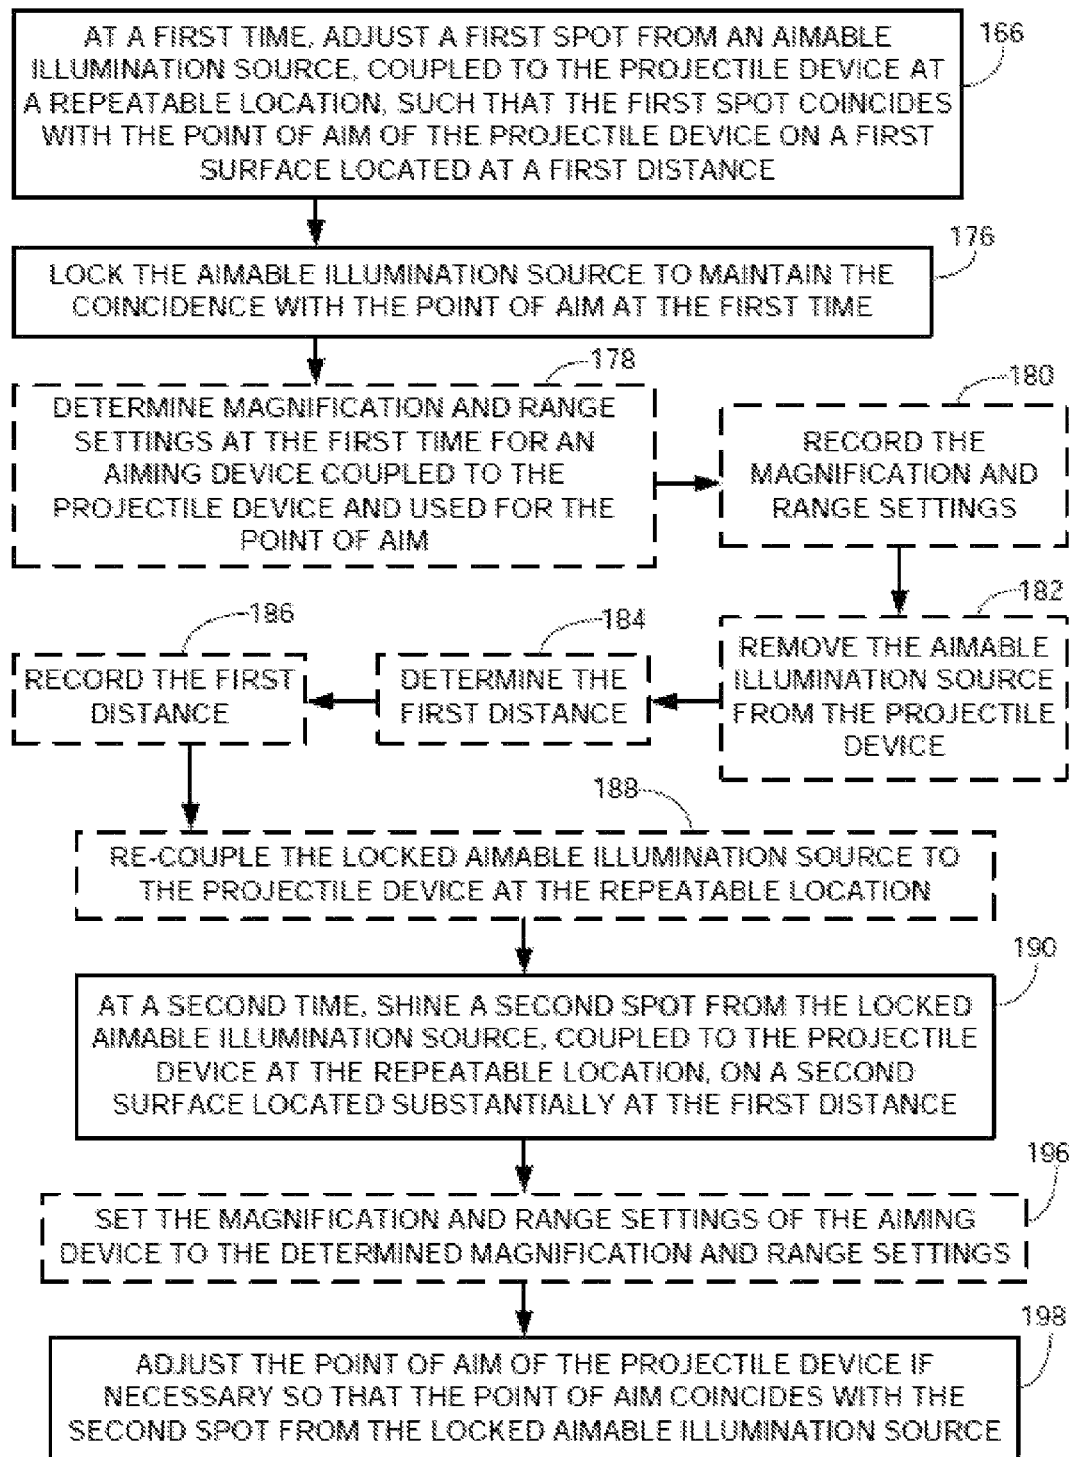 AT A FIRST TIME, ADJUST A FIRST SPOT FROM AN AIMABLE
ILLUMINATION SOURCE, COUPLED TO THE PROJECTILE DEVICE AT
A REPEATABLE LOCATION, SUCH THAT THE FIRST SPOT COINCIDES
WITH THE POINT OF AIM OF THE PROJECTILE DEVICE ON A FIRST
SURFACE LOCATED AT A FIRST DISTANCE
166
LOCK THE AIMABLE ILLUMINATION SOURCE TO MAINTAIN THE
COINCIDENCE WITH THE POINT OF AIM AT THE FIRST TIME
176
DETERMINE MAGNIFICATION AND RANGE
SETTINGS AT THE FIRST TIME FOR AN
AIMING DEVICE COUPLED TO THE
PROJECTILE DEVICE AND USED FOR THE
POINT OF AIM
178
RECORD THE
MAGNIFICATION AND
RANGE SETTINGS
180
REMOVE THE AIMABLE
ILLUMINATION SOURCE
FROM THE PROJECTILE
DEVICE
182
DETERMINE THE
FIRST DISTANCE
184
RECORD THE FIRST
DISTANCE
186
RE-COUPLE THE LOCKED AIMABLE ILLUMINATION SOURCE TO
THE PROJECTILE DEVICE AT THE REPEATABLE LOCATION
188
AT A SECOND TIME, SHINE A SECOND SPOT FROM THE LOCKED
AIMABLE ILLUMINATION SOURCE, COUPLED TO THE PROJECTILE
DEVICE AT THE REPEATABLE LOCATION, ON A SECOND
SURFACE LOCATED SUBSTANTIALLY AT THE FIRST DISTANCE
190
SET THE MAGNIFICATION AND RANGE SETTINGS OF THE AIMING
DEVICE TO THE DETERMINED MAGNIFICATION AND RANGE SETTINGS
196
ADJUST THE POINT OF AIM OF THE PROJECTILE DEVICE IF
NECESSARY SO THAT THE POINT OF AIM COINCIDES WITH THE
SECOND SPOT FROM THE LOCKED AIMABLE ILLUMINATION SOURCE
198